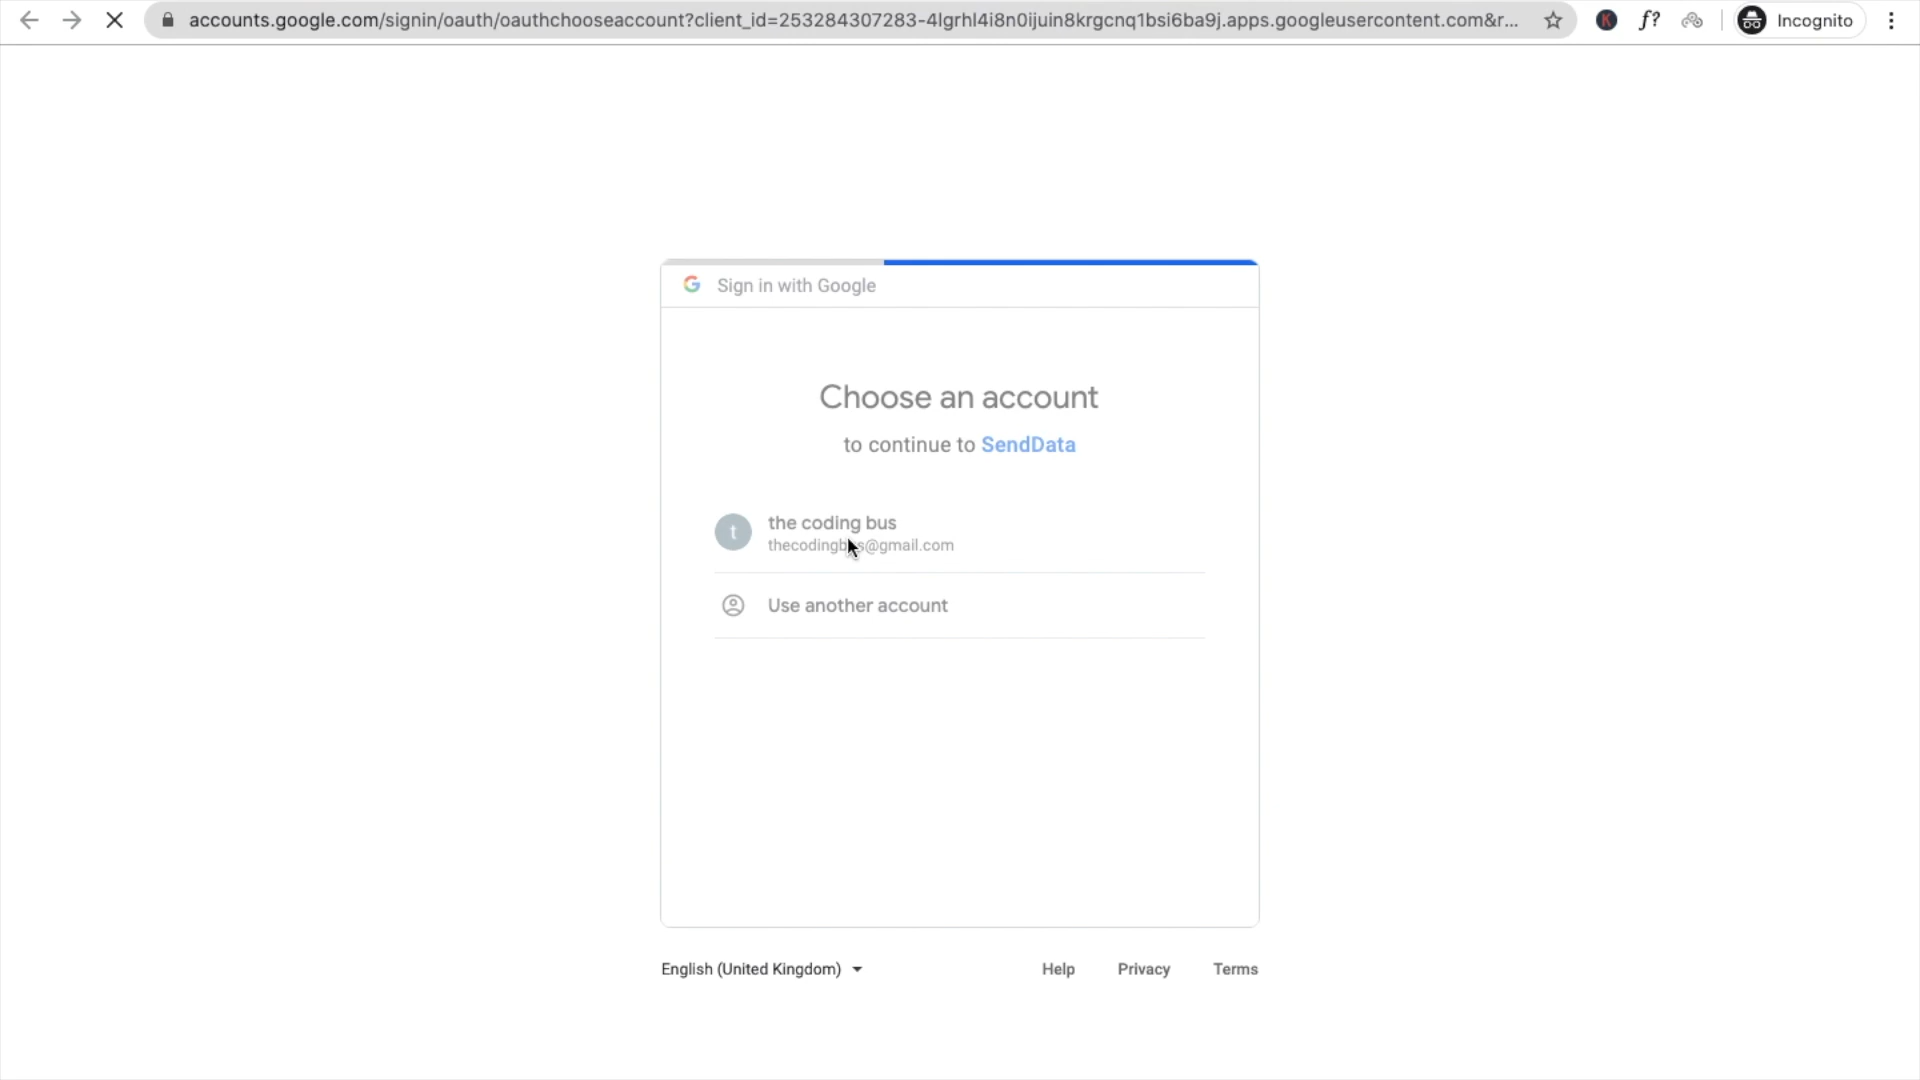 accounts.google.com/signin/oauth/oauthchooseaccount?client_id=253284307283-4lgrhl4i8n0ijuin8krgcnq1bsi6ba9j.apps.googleusercontent.com&r...
K
f?
Incognito
Sign in with Google
Choose an account
to continue to SendData
t
the coding bus
thecodingbus@gmail.com
Use another account
English (United Kingdom)
Help
Privacy
Terms